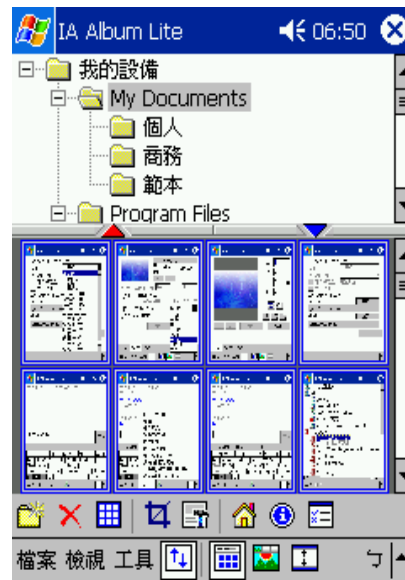 IA Album Lite 06:50
我的設備
My Documents
個人
商務
範本
Program Files
檔案 檢視 工具 ㄅ